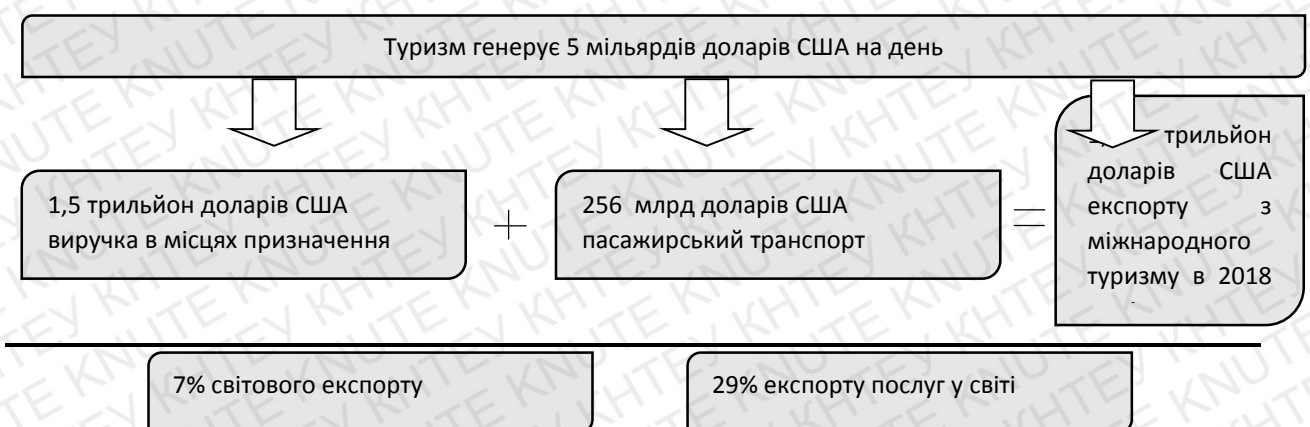 Туризм генерує 5 мільярдів доларів США на день
1,5 трильйон доларів США
виручка в місцях призначення
+
256 млрд доларів США
пасажирський транспорт
=
трильйон
доларів США
експорту з
міжнародного
туризму в 2018
7% світового експорту
29% експорту послуг у світі